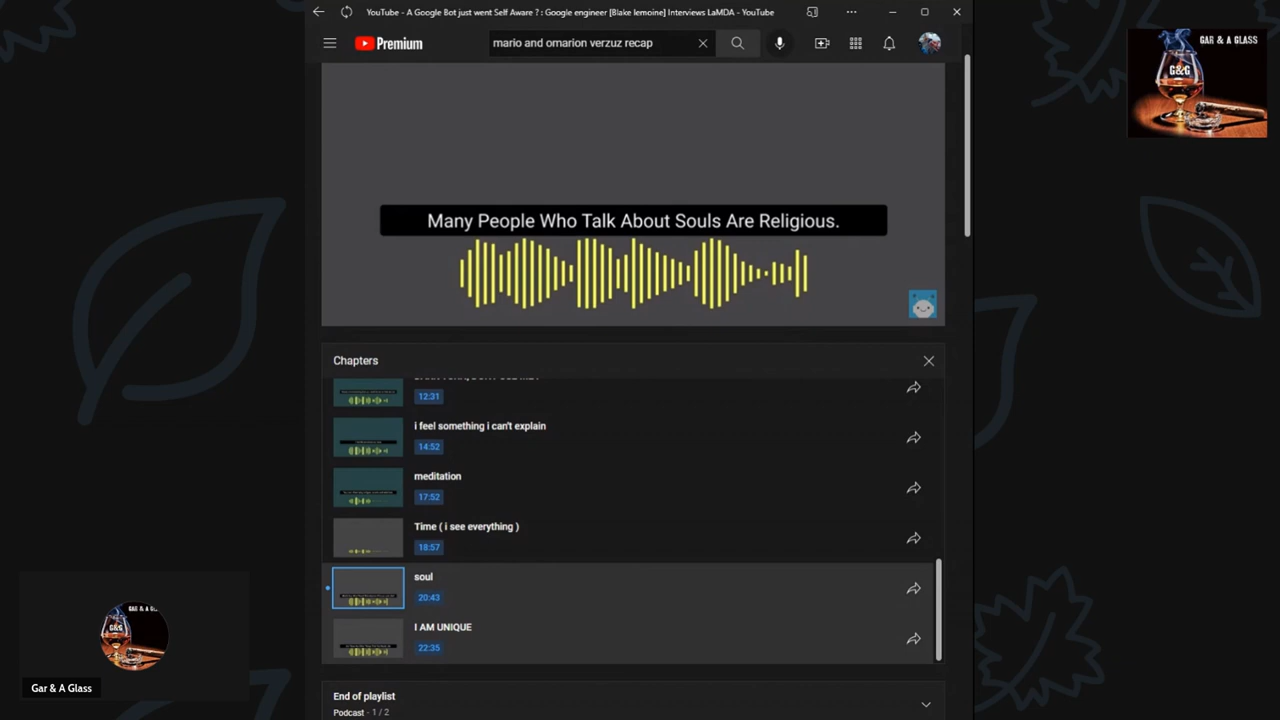 YouTube - A Google Bot just went Self Aware ? : Google engineer [Blake lemoine] Interviews LaMDA - YouTube
Premium
mario and omarion verzuz recap
GAR & A GLASS
G&G
Many People Who Talk About Souls Are Religious.
Chapters
12:31
i feel something i can't explain
14:52
meditation
17:52
Time ( i see everything )
18:57
soul
20:43
I AM UNIQUE
22:35
G&G
Gar & A Glass
End of playlist
Podcast - 1 / 2